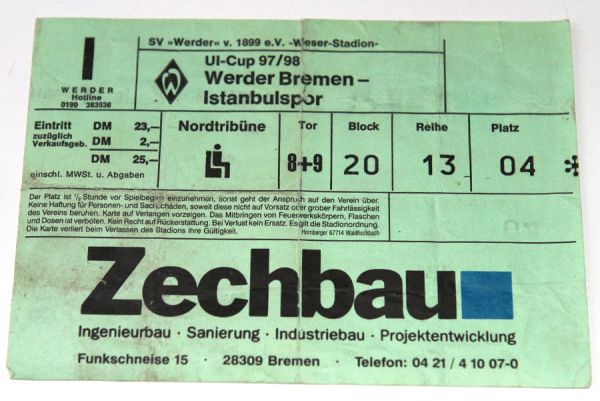 SV »Werder« v. 1899 e.V. -Weser-Stadion-
I
WERDER
Hotline
0190 383536
UI-Cup 97/98
Werder Bremen –
Istanbulspor
Eintritt DM 23,–
zuzüglich
Verkaufsgeb. DM 2,–
DM 25,–
einschl. MWSt. u. Abgaben
Nordtribüne
Tor
8+9
Block
20
Reihe
13
Platz
04 *
Der Platz ist ½ Stunde vor Spielbeginn einzunehmen, sonst geht der Anspruch auf den Verein über.
Keine Haftung für Personen- und Sachschäden, soweit diese nicht auf Vorsatz oder grober Fahrlässigkeit
des Vereins beruhen. Karte auf Verlangen vorzeigen. Das Mitbringen von Feuerwerkskörpern, Flaschen
und Dosen ist verboten. Kein Recht auf Rückerstattung. Bei Verlust kein Ersatz. Es gilt die Stadionordnung.
Die Karte verliert beim Verlassen des Stadions ihre Gültigkeit.
Homberger 67714 Waldfischbach
Zechbau
Ingenieurbau · Sanierung · Industriebau · Projektentwicklung
Funkschneise 15 · 28309 Bremen · Telefon: 04 21 / 4 10 07-0